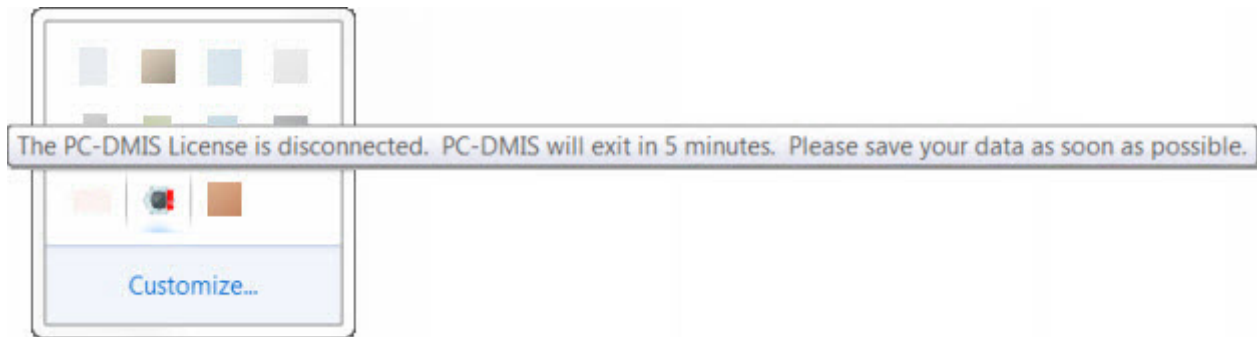 The PC-DMIS License is disconnected.  PC-DMIS will exit in 5 minutes.  Please save your data as soon as possible.
Customize...